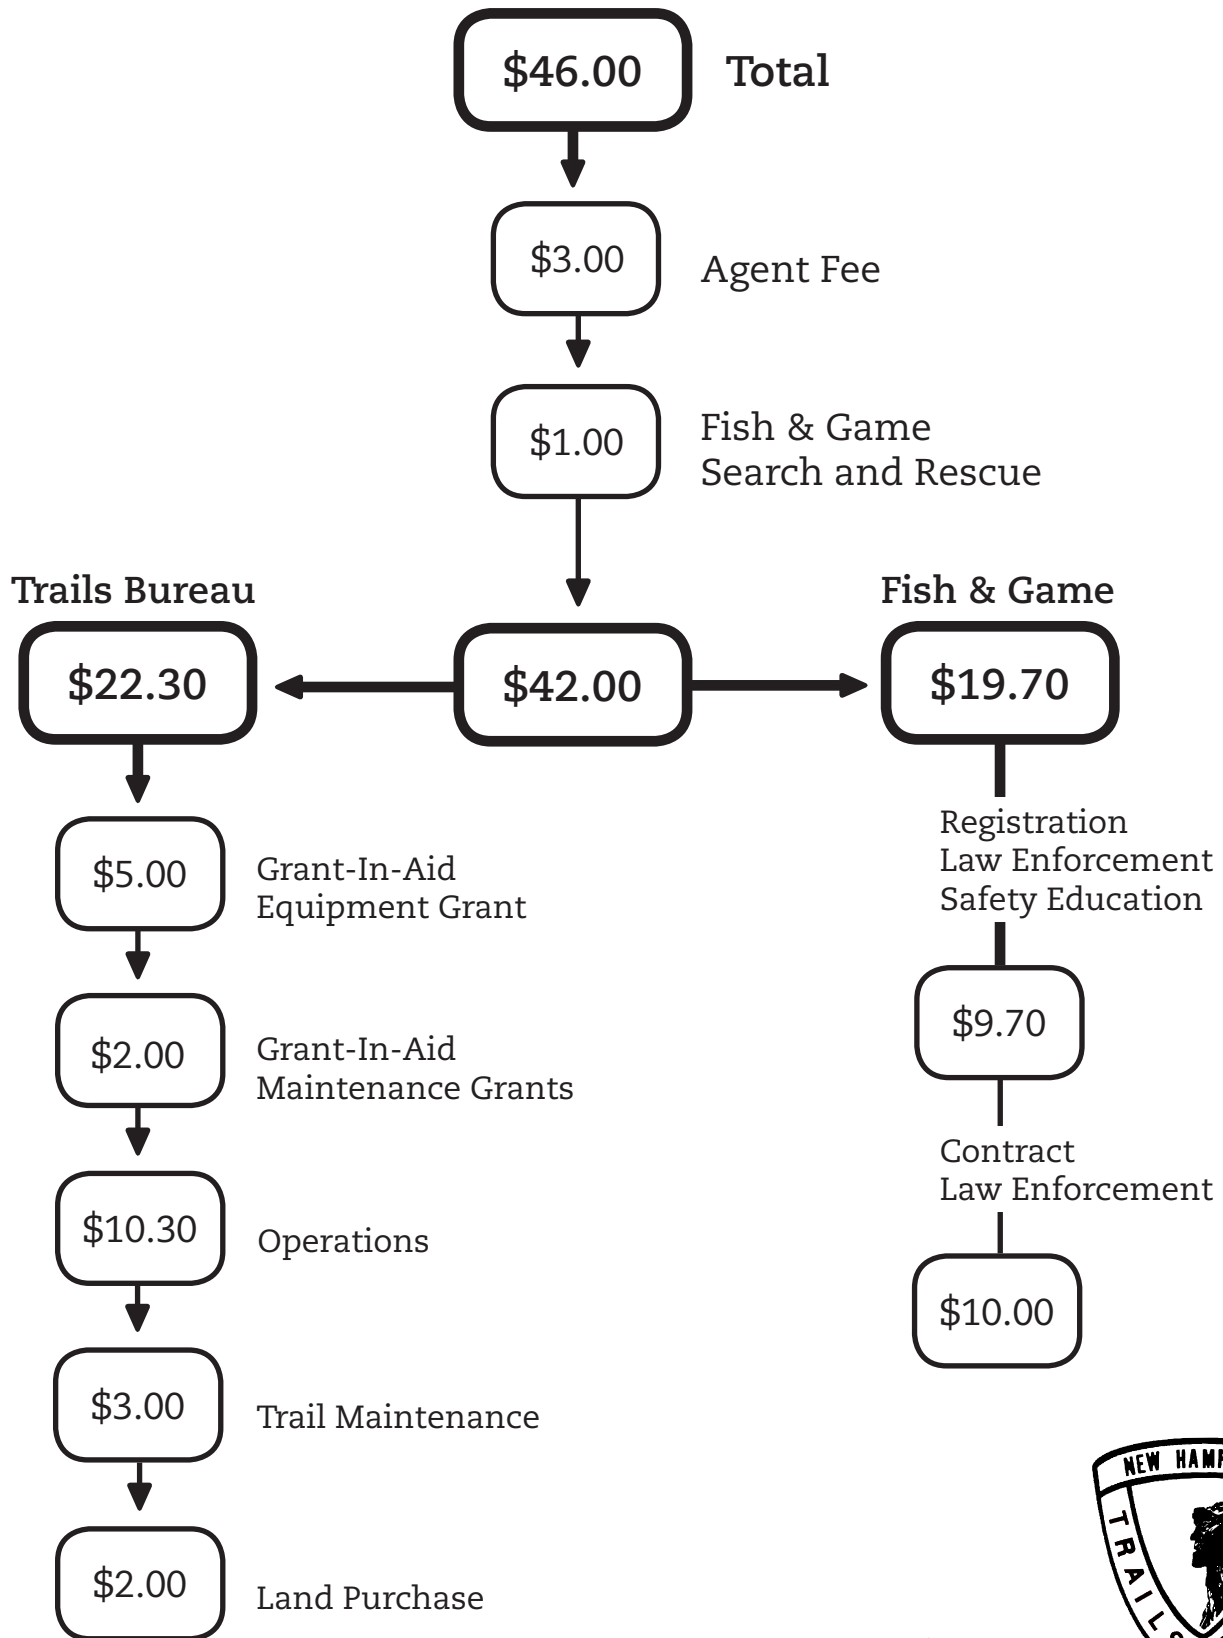 $46.00 Total
$3.00 Agent Fee
$1.00 Fish & Game
Search and Rescue
Trails Bureau
$22.30
$42.00
Fish & Game
$19.70
$5.00 Grant-In-Aid
Equipment Grant
$2.00 Grant-In-Aid
Maintenance Grants
$10.30 Operations
$3.00 Trail Maintenance
$2.00 Land Purchase
Registration
Law Enforcement
Safety Education
$9.70
Contract
Law Enforcement
$10.00
NEW